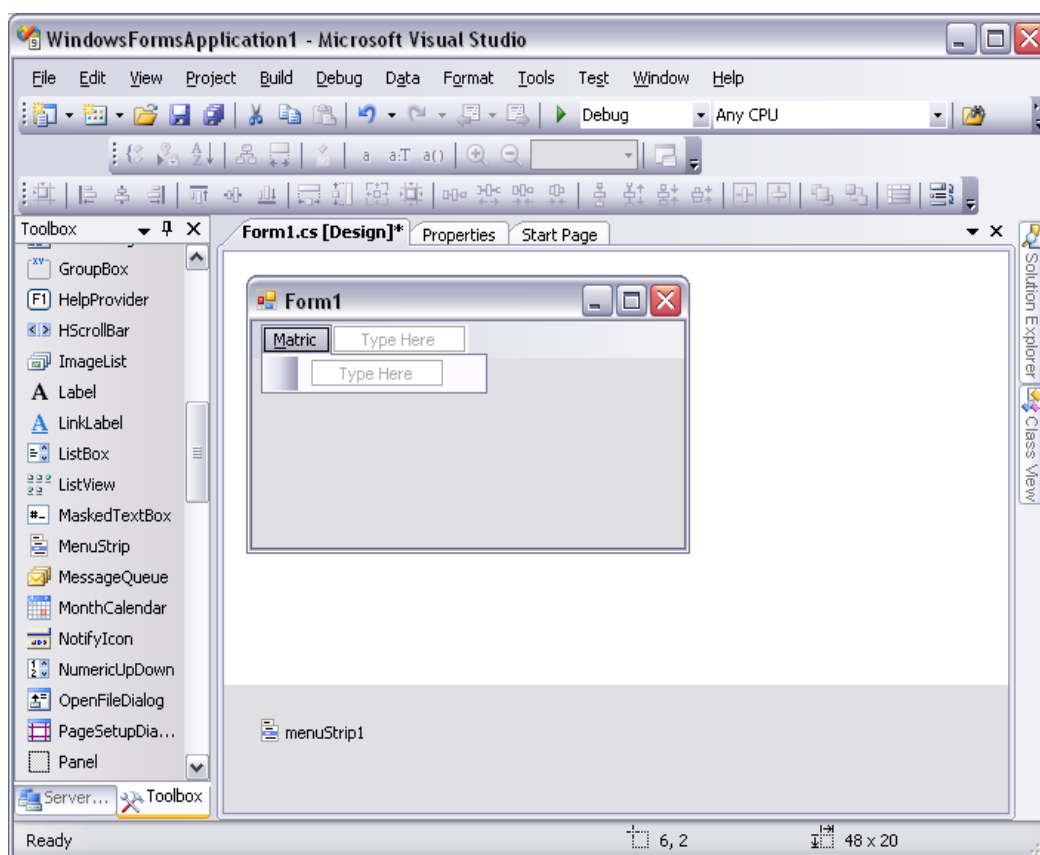 WindowsFormsApplication1 - Microsoft Visual Studio
File Edit View Project Build Debug Data Format Tools Test Window Help
Debug Any CPU
a a:T a()
Toolbox
Form1.cs [Design]* Properties Start Page
GroupBox
HelpProvider
HScrollBar
ImageList
A Label
A LinkLabel
ListBox
ListView
MaskedTextBox
MenuStrip
MessageQueue
MonthCalendar
NotifyIcon
NumericUpDown
OpenFileDialog
PageSetupDia...
Panel
Server... Toolbox
Form1
Matric Type Here
Type Here
menuStrip1
Solution Explorer
Class View
Ready 6, 2 48 x 20